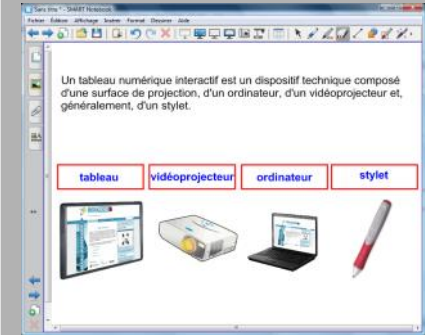 Sans titre * - SMART Notebook
Fichier Édition Affichage Insérer Format Dessiner Aide
Un tableau numérique interactif est un dispositif technique composé
d'une surface de projection, d'un ordinateur, d'un vidéoprojecteur et,
généralement, d'un stylet.
tableau vidéoprojecteur ordinateur stylet